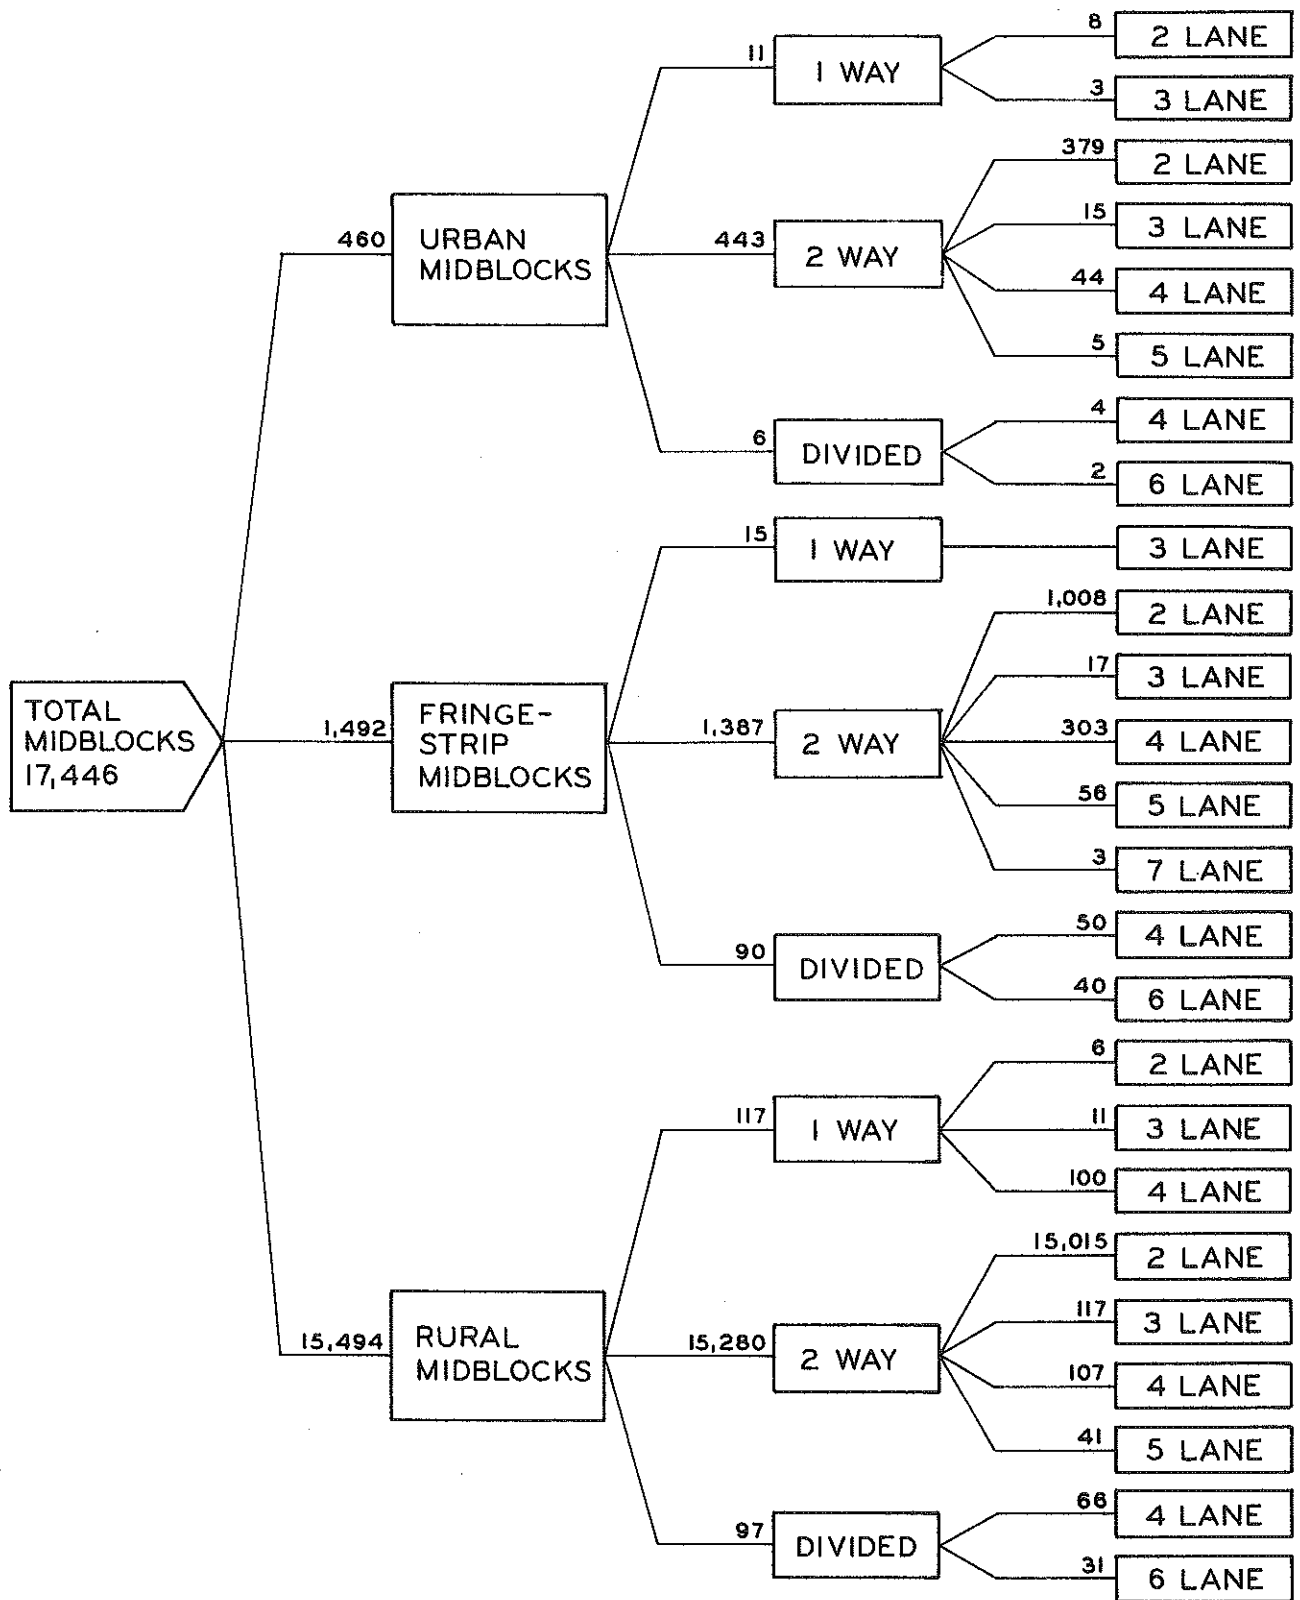 TOTAL
MIDBLOCKS
17,446
460
URBAN
MIDBLOCKS
11
1 WAY
8
2 LANE
3
3 LANE
443
2 WAY
379
2 LANE
15
3 LANE
44
4 LANE
5
5 LANE
6
DIVIDED
4
4 LANE
2
6 LANE
1,492
FRINGE-
STRIP
MIDBLOCKS
15
1 WAY
3 LANE
1,387
2 WAY
1,008
2 LANE
17
3 LANE
303
4 LANE
56
5 LANE
3
7 LANE
90
DIVIDED
50
4 LANE
40
6 LANE
15,494
RURAL
MIDBLOCKS
117
1 WAY
6
2 LANE
11
3 LANE
100
4 LANE
15,280
2 WAY
15,015
2 LANE
117
3 LANE
107
4 LANE
41
5 LANE
97
DIVIDED
66
4 LANE
31
6 LANE